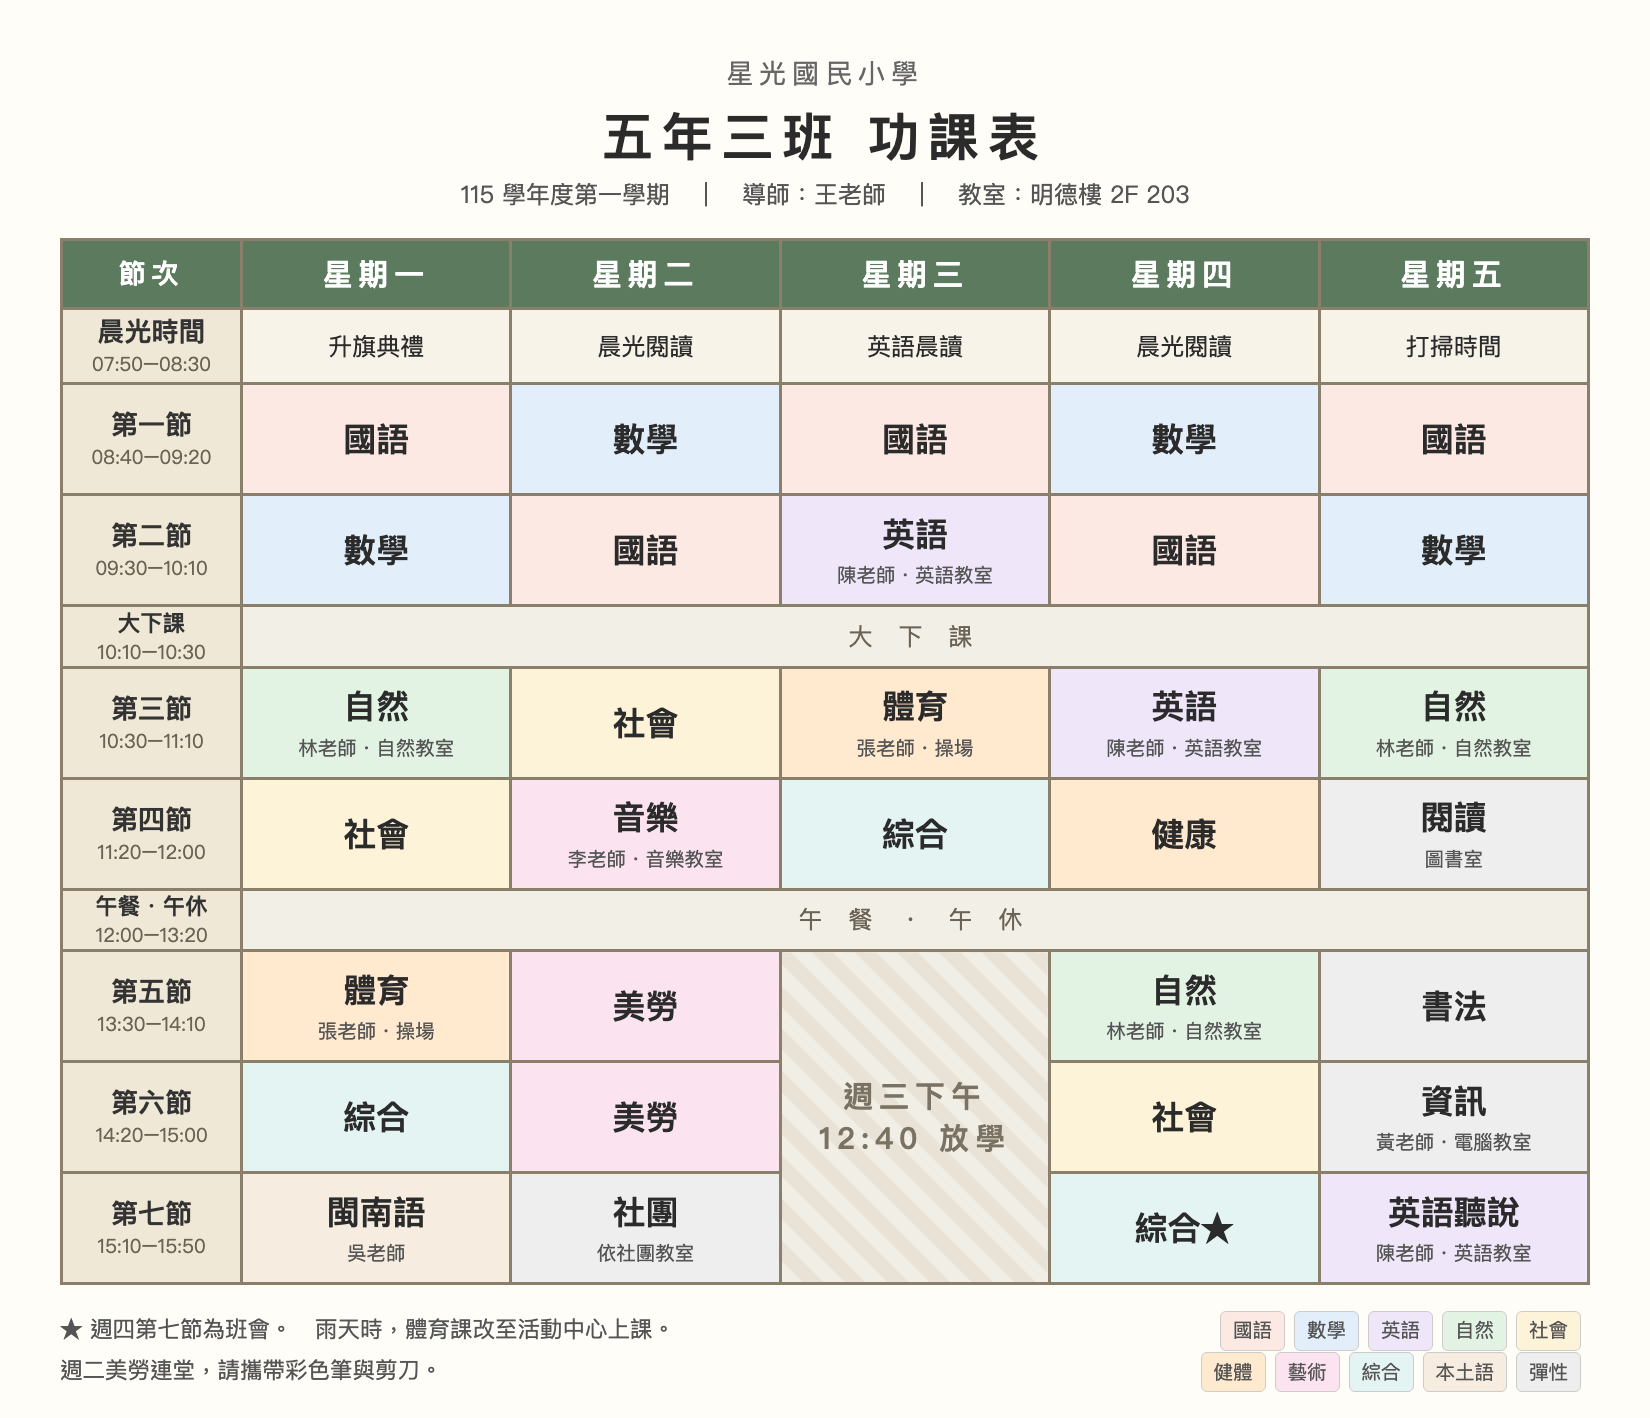 星光國民小學
五年三班 功課表
115 學年度第一學期 ｜ 導師：王老師 ｜ 教室：明德樓 2F 203
節次 星期一 星期二 星期三 星期四 星期五
晨光時間
07:50–08:30
升旗典禮 晨光閱讀 英語晨讀 晨光閱讀 打掃時間
第一節
08:40–09:20
國語 數學 國語 數學 國語
第二節
09:30–10:10
數學
國語
英語
陳老師・英語教室
國語
數學
大下課
10:10–10:30
大下課
第三節
10:30–11:10
自然
林老師・自然教室
社會
體育
張老師・操場
英語
陳老師・英語教室
自然
林老師・自然教室
第四節
11:20–12:00
社會
音樂
李老師・音樂教室
綜合
健康
閱讀
圖書室
午餐・午休
12:00–13:20
午餐・午休
第五節
13:30–14:10
體育
張老師・操場
美勞
週三下午
12:40 放學
自然
林老師・自然教室
書法
第六節
14:20–15:00
綜合
美勞
社會
資訊
黃老師・電腦教室
第七節
15:10–15:50
閩南語
吳老師
社團
依社團教室
綜合★
英語聽說
陳老師・英語教室
★ 週四第七節為班會。 雨天時，體育課改至活動中心上課。
週二美勞連堂，請攜帶彩色筆與剪刀。
國語 數學 英語 自然 社會
健體 藝術 綜合 本土語 彈性